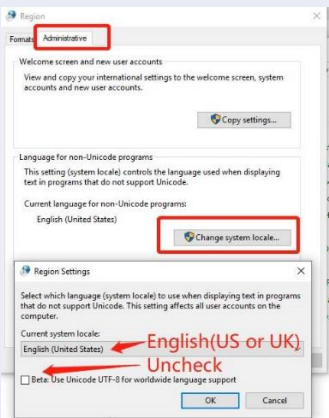 Region
Formats
Administrative
Welcome screen and new user accounts
View and copy your international settings to the welcome screen, system
accounts and new user accounts.
Copy settings...
Language for non-Unicode programs
This setting (system locale) controls the language used when displaying
text in programs that do not support Unicode.
Current language for non-Unicode programs:
English (United States)
Change system locale...
Region Settings
Select which language (system locale) to use when displaying text in programs
that do not support Unicode. This setting affects all user accounts on the
computer.
Current system locale:
English (United States)
English(US or UK)
Uncheck
Beta: Use Unicode UTF-8 for worldwide language support
OK
Cancel